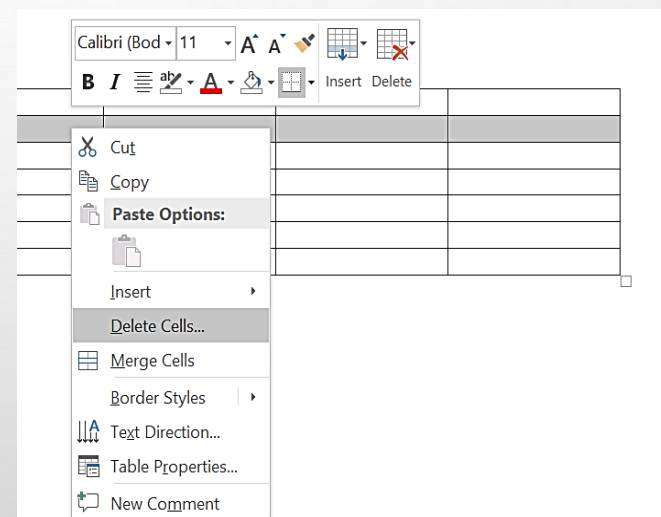 Calibri (Bod 11 A A
B I ab A Insert Delete
Cut
Copy
Paste Options:
Insert
Delete Cells...
Merge Cells
Border Styles
Text Direction...
Table Properties...
New Comment